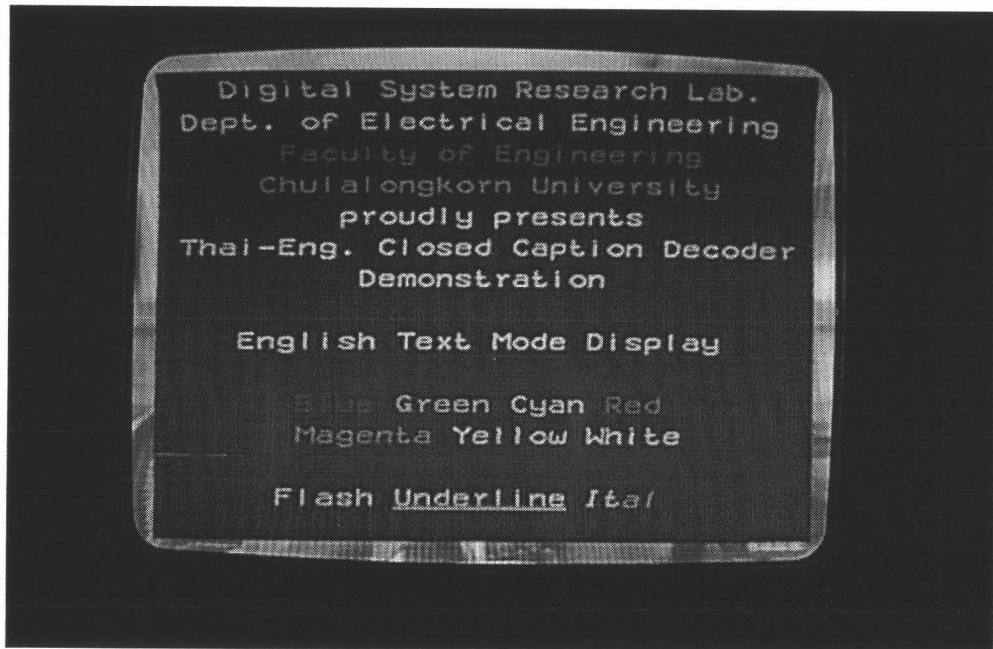 Digital System Research Lab.
Dept. of Electrical Engineering
Faculty of Engineering
Chulalongkorn University
proudly presents
Thai-Eng. Closed Caption Decoder
Demonstration
English Text Mode Display
Blue Green Cyan Red
Magenta Yellow White
Flash Underline Ital